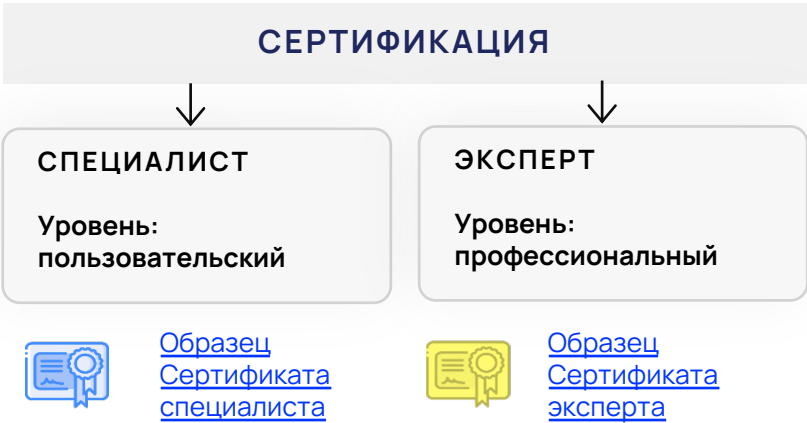 СЕРТИФИКАЦИЯ
СПЕЦИАЛИСТ
Уровень:
пользовательский
ЭКСПЕРТ
Уровень:
профессиональный
Образец
Сертификата
специалиста
Образец
Сертификата
эксперта